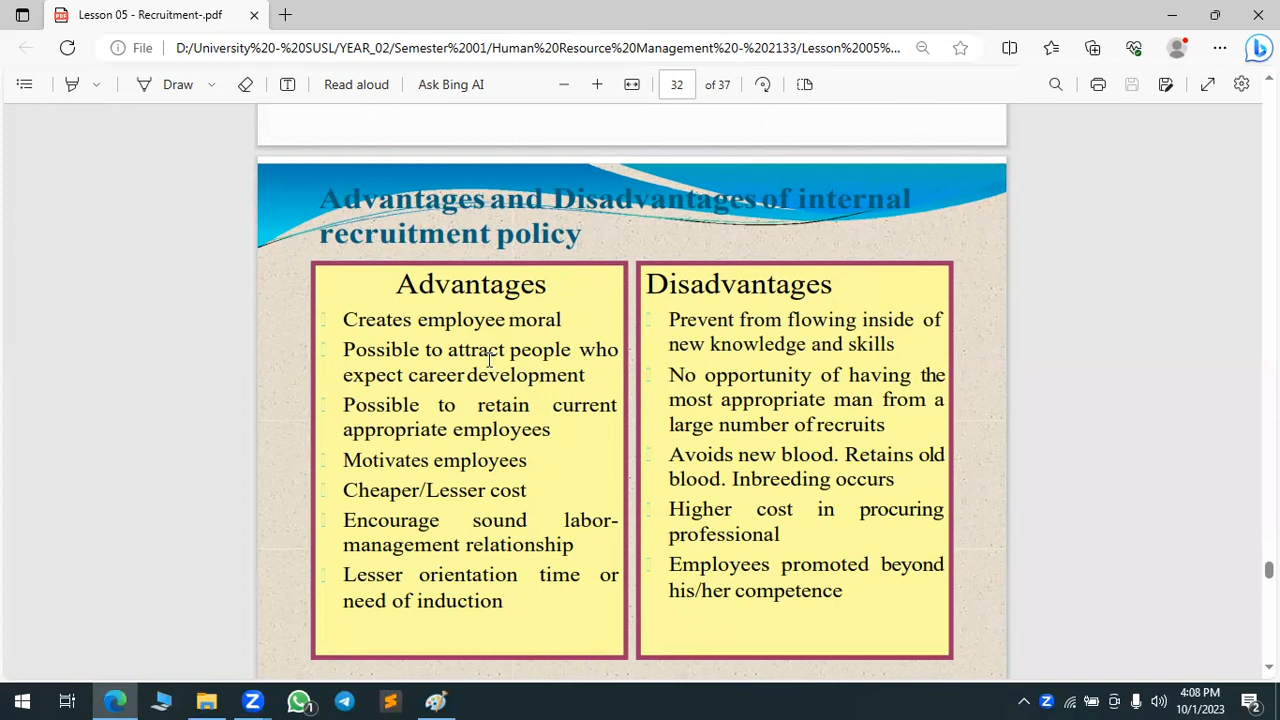 Lesson 05 - Recruitment-.pdf
File
D:/University%20-%20SUSL/YEAR_02/Semester%2001/Human%20Resource%20Management%20-%202133/Lesson%2005%...
Draw
Read aloud
Ask Bing AI
32 of 37
Advantages and Disadvantages of internal
recruitment policy
Advantages
Creates employee moral
Possible to attract people who
expect career development
Possible to retain current
appropriate employees
Motivates employees
Cheaper/Lesser cost
Encourage sound labor-
management relationship
Lesser orientation time or
need of induction
Disadvantages
Prevent from flowing inside of
new knowledge and skills
No opportunity of having the
most appropriate man from a
large number of recruits
Avoids new blood. Retains old
blood. Inbreeding occurs
Higher cost in procuring
professional
Employees promoted beyond
his/her competence
1
4:08 PM
10/1/2023
2